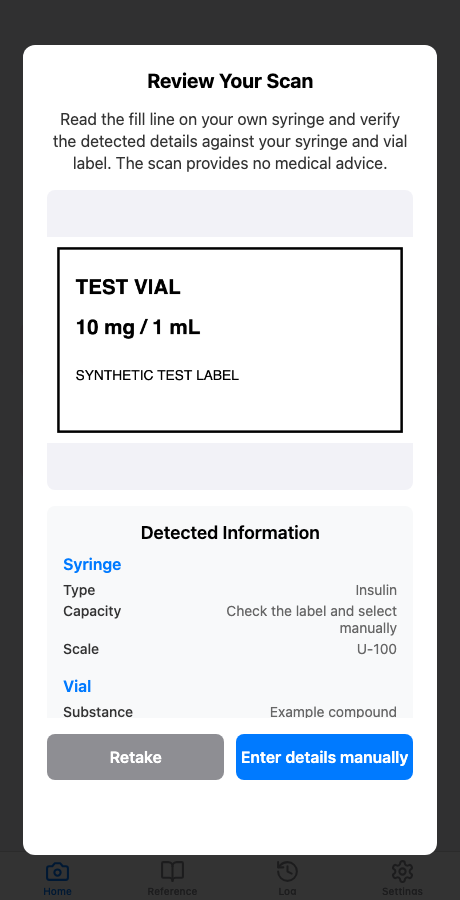 Review Your Scan
Read the fill line on your own syringe and verify
the detected details against your syringe and vial
label. The scan provides no medical advice.
TEST VIAL
10 mg / 1 mL
SYNTHETIC TEST LABEL
Detected Information
Syringe
Type Insulin
Capacity Check the label and select
manually
Scale U-100
Vial
Substance Example compound
Retake Enter details manually
Home Reference Log Settings